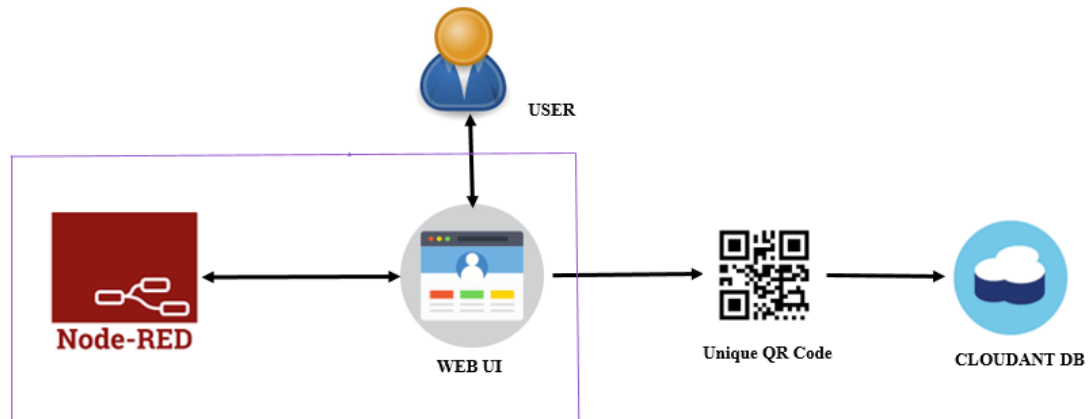 USER
Node-RED
WEB UI
Unique QR Code
CLOUDANT DB